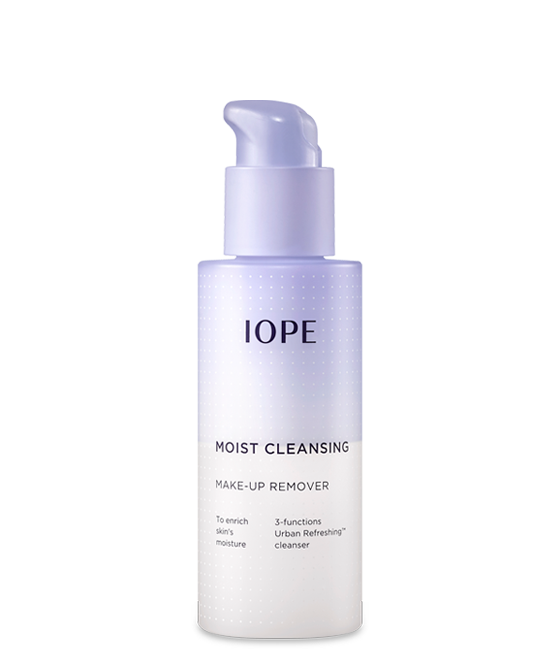 IOPE
MOIST CLEANSING
MAKE-UP REMOVER
To enrich
skin's
moisture
3-functions
Urban Refreshing™
cleanser